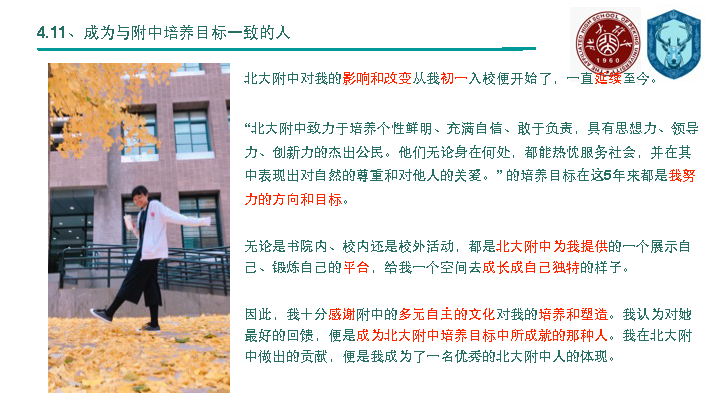 4.11、成为与附中培养目标一致的人
北大附中对我的影响和改变从我初一入校便开始了，一直延续至今。
“北大附中致力于培养个性鲜明、充满自信、敢于负责，具有思想力、领导
力、创新力的杰出公民。他们无论身在何处，都能热忱服务社会，并在其
中表现出对自然的尊重和对他人的关爱。” 的培养目标在这5年来都是我努
力的方向和目标。
无论是书院内、校内还是校外活动，都是北大附中为我提供的一个展示自
己、锻炼自己的平台，给我一个空间去成长成自己独特的样子。
因此，我十分感谢附中的多元自主的文化对我的培养和塑造。我认为对她
最好的回馈，便是成为北大附中培养目标中所成就的那种人。我在北大附
中做出的贡献，便是我成为了一名优秀的北大附中人的体现。
THE AFFILIATED HIGH SCHOOL OF PEKING UNIVERSITY
1960